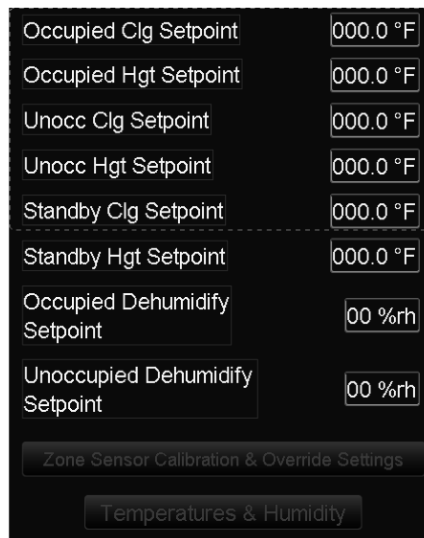 Occupied Clg Setpoint 000.0 °F
Occupied Hgt Setpoint 000.0 °F
Unocc Clg Setpoint 000.0 °F
Unocc Hgt Setpoint 000.0 °F
Standby Clg Setpoint 000.0 °F
Standby Hgt Setpoint 000.0 °F
Occupied Dehumidify
Setpoint 00 %rh
Unoccupied Dehumidify
Setpoint 00 %rh
Zone Sensor Calibration & Override Settings
Temperatures & Humidity